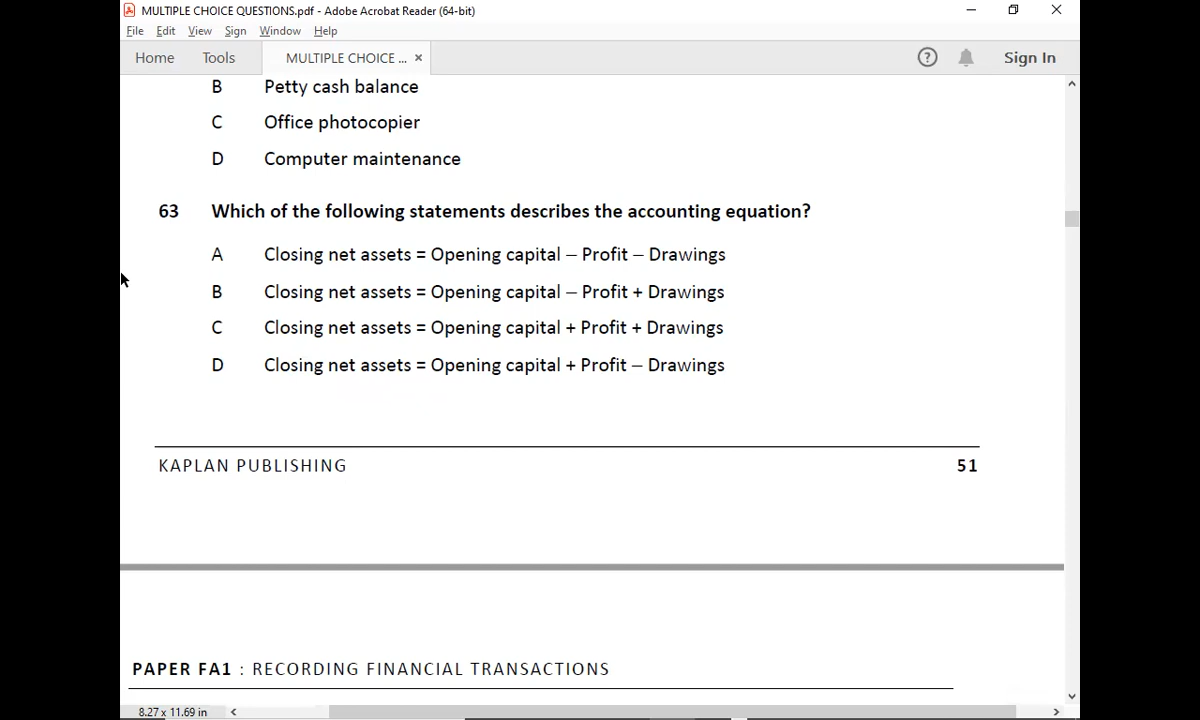 MULTIPLE CHOICE QUESTIONS.pdf - Adobe Acrobat Reader (64-bit)
File Edit View Sign Window Help
Home Tools MULTIPLE CHOICE ... × Sign In
B Petty cash balance
C Office photocopier
D Computer maintenance
63 Which of the following statements describes the accounting equation?
A Closing net assets = Opening capital – Profit – Drawings
B Closing net assets = Opening capital – Profit + Drawings
C Closing net assets = Opening capital + Profit + Drawings
D Closing net assets = Opening capital + Profit – Drawings
KAPLAN PUBLISHING 51
PAPER FA1 : RECORDING FINANCIAL TRANSACTIONS
8.27 x 11.69 in